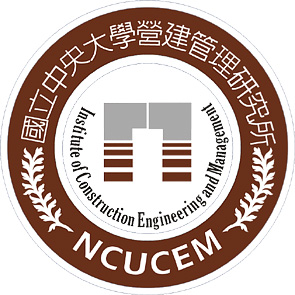 國立中央大學營建管理研究所
Institute of Construction Engineering and Management
NCUCEM